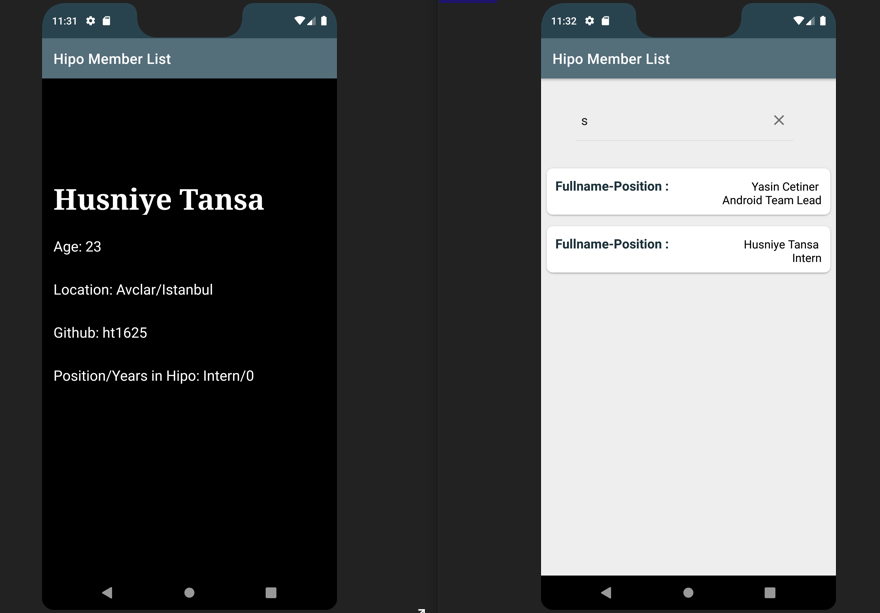 11:31
Hipo Member List
Husniye Tansa
Age: 23
Location: Avclar/Istanbul
Github: ht1625
Position/Years in Hipo: Intern/0
11:32
Hipo Member List
s
Fullname-Position : Yasin Cetiner
Android Team Lead
Fullname-Position : Husniye Tansa
Intern